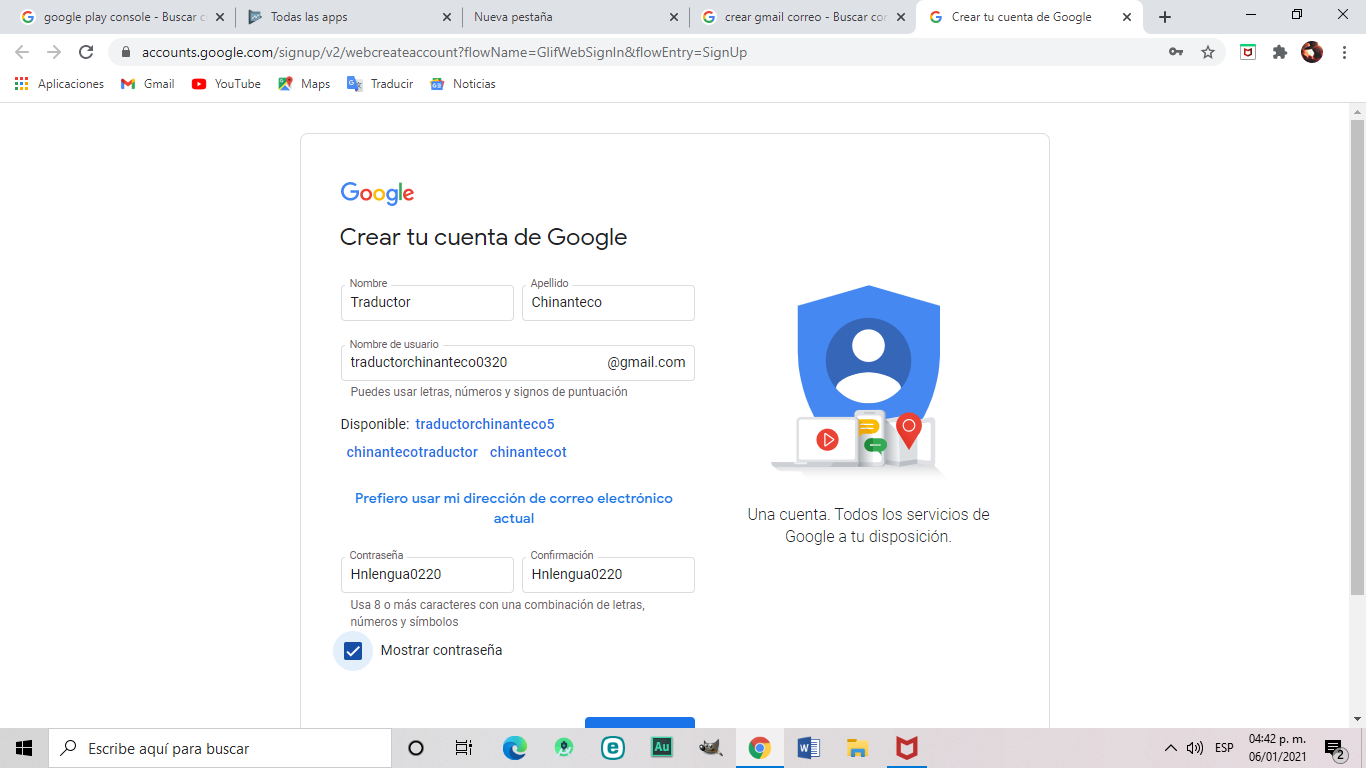 google play console - Buscar c
Todas las apps
Nueva pestaña
crear gmail correo - Buscar cor
Crear tu cuenta de Google
accounts.google.com/signup/v2/webcreateaccount?flowName=GlifWebSignIn&flowEntry=SignUp
Aplicaciones
Gmail
YouTube
Maps
Traducir
Noticias
Google
Crear tu cuenta de Google
Nombre
Traductor
Apellido
Chinanteco
Nombre de usuario
traductorchinanteco0320 @gmail.com
Puedes usar letras, números y signos de puntuación
Disponible: traductorchinanteco5
chinantecotraductor chinantecot
Prefiero usar mi dirección de correo electrónico
actual
Contraseña
Hnlengua0220
Confirmación
Hnlengua0220
Usa 8 o más caracteres con una combinación de letras,
números y símbolos
Mostrar contraseña
Una cuenta. Todos los servicios de
Google a tu disposición.
Escribe aquí para buscar
Au
ESP
04:42 p. m.
06/01/2021
2